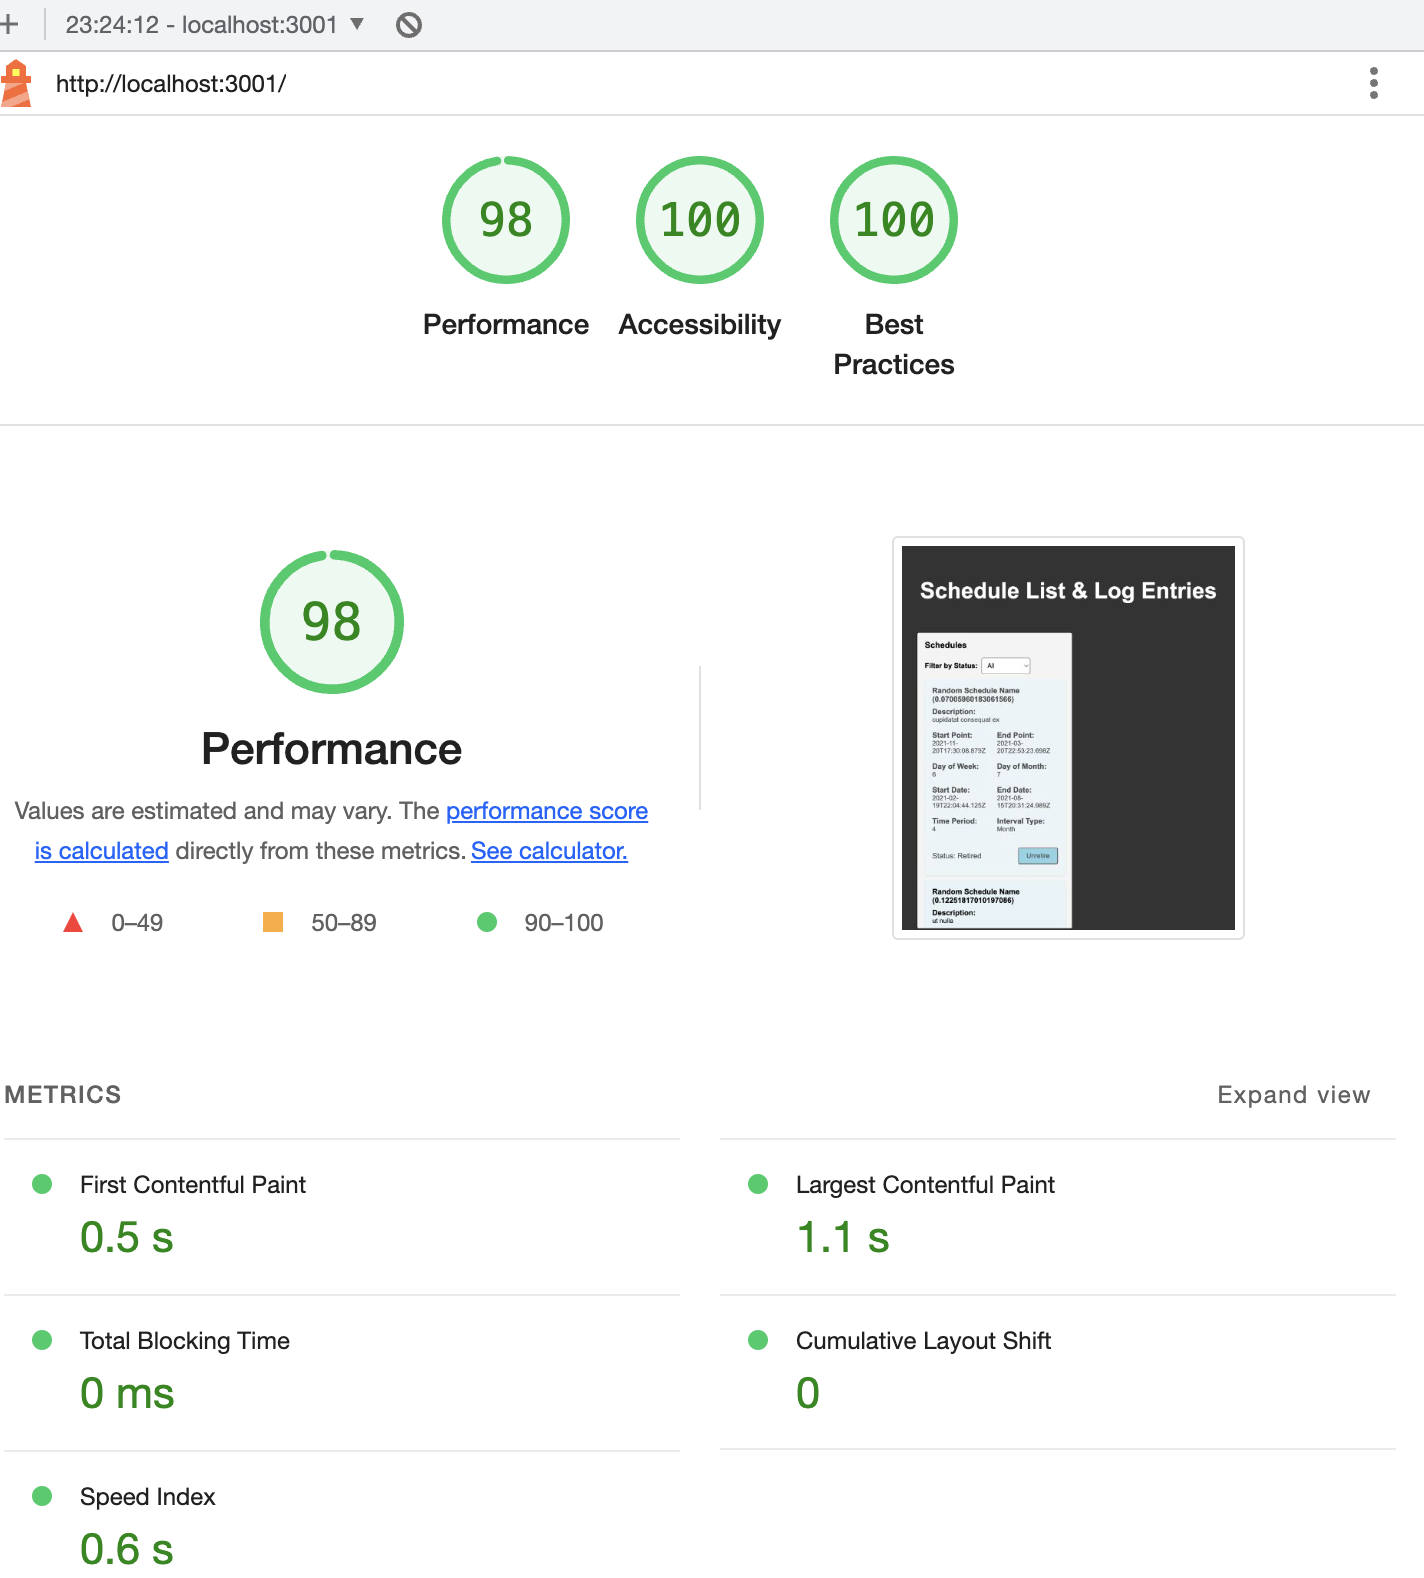 23:24:12 - localhost:3001
http://localhost:3001/
98
100
100
Performance
Accessibility
Best
Practices
98
Performance
Values are estimated and may vary. The performance score
is calculated directly from these metrics. See calculator.
0–49
50–89
90–100
Schedule List & Log Entries
Schedules
Filter by Status: All
Random Schedule Name
(0.07005960183061566)
Description:
cupidatat consequat ex
Start Point: End Point:
2021-11- 2021-03-
20T17:30:08.879Z 20T22:53:23.698Z
Day of Week: Day of Month:
6 7
Start Date: End Date:
2021-02- 2021-08-
19T22:04:44.125Z 15T20:31:24.989Z
Time Period: Interval Type:
4 Month
Status: Retired Unretire
Random Schedule Name
(0.12251817010197086)
Description:
ut nulla
METRICS
Expand view
First Contentful Paint
0.5 s
Largest Contentful Paint
1.1 s
Total Blocking Time
0 ms
Cumulative Layout Shift
0
Speed Index
0.6 s